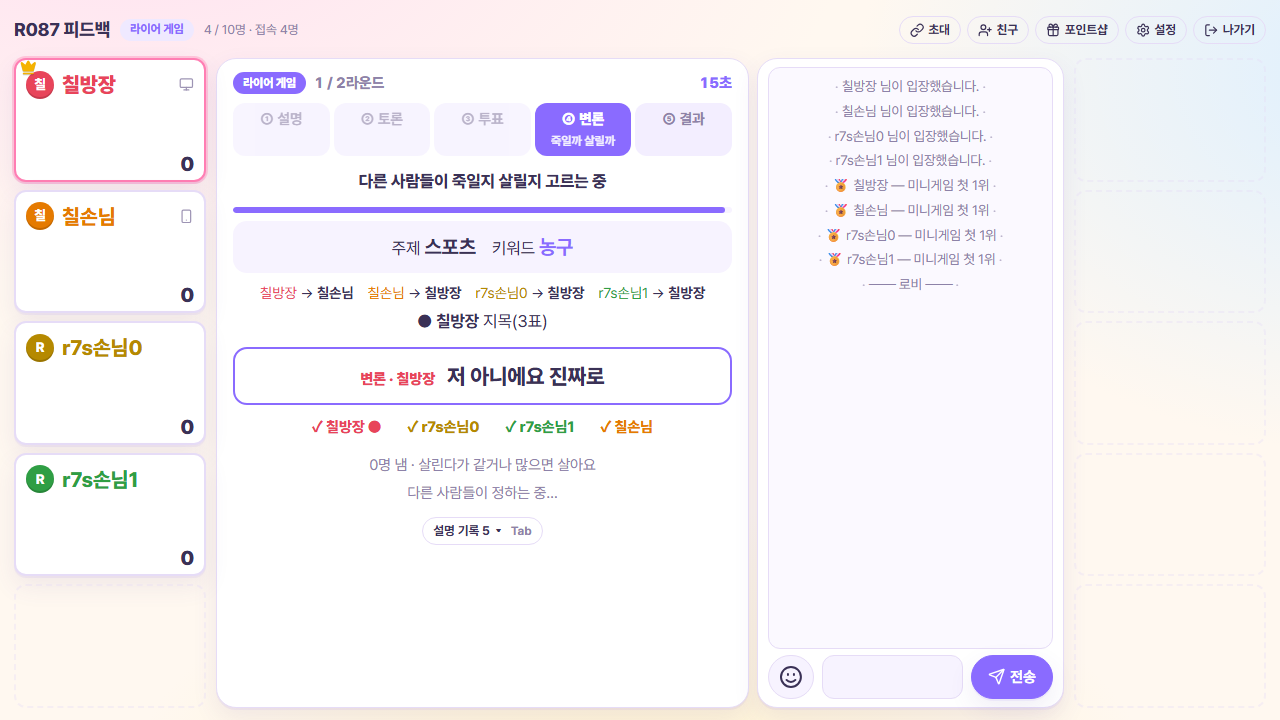 R087 피드백 라이어 게임 4 / 10명 · 접속 4명 초대 친구 포인트샵 설정 나가기
칠 칠방장
0
칠 칠손님
0
R r7s손님0
0
R r7s손님1
0
라이어 게임 1 / 2라운드 15초
① 설명 ② 토론 ③ 투표 ④ 변론 ⑤ 결과
죽일까 살릴까
다른 사람들이 죽일지 살릴지 고르는 중
주제 스포츠 키워드 농구
칠방장 → 칠손님 칠손님 → 칠방장 r7s손님0 → 칠방장 r7s손님1 → 칠방장
칠방장 지목(3표)
변론 · 칠방장 저 아니에요 진짜로
✓ 칠방장 ✓ r7s손님0 ✓ r7s손님1 ✓ 칠손님
0명 냄 · 살린다가 같거나 많으면 살아요
다른 사람들이 정하는 중...
설명 기록 5 Tab
· 칠방장 님이 입장했습니다. ·
· 칠손님 님이 입장했습니다. ·
· r7s손님0 님이 입장했습니다. ·
· r7s손님1 님이 입장했습니다. ·
· 🏅 칠방장 — 미니게임 첫 1위 ·
· 🏅 칠손님 — 미니게임 첫 1위 ·
· 🏅 r7s손님0 — 미니게임 첫 1위 ·
· 🏅 r7s손님1 — 미니게임 첫 1위 ·
· —— 로비 —— ·
전송